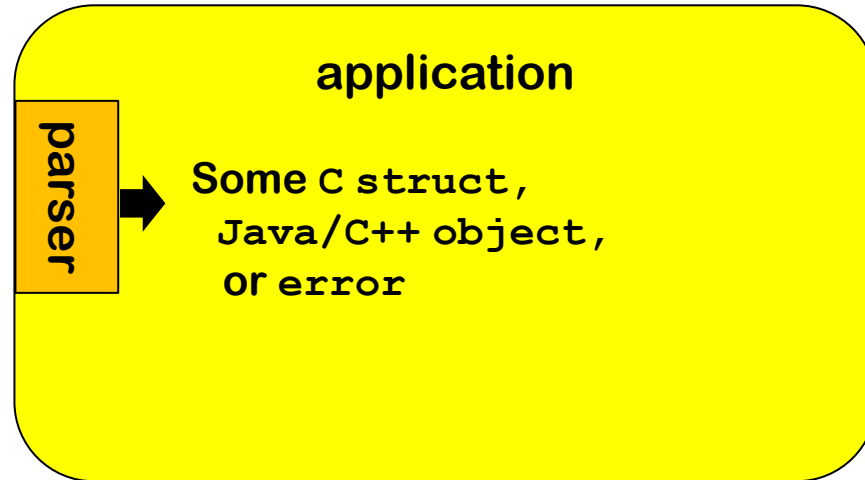 application
parser
Some C struct,
Java/C++ object,
or error